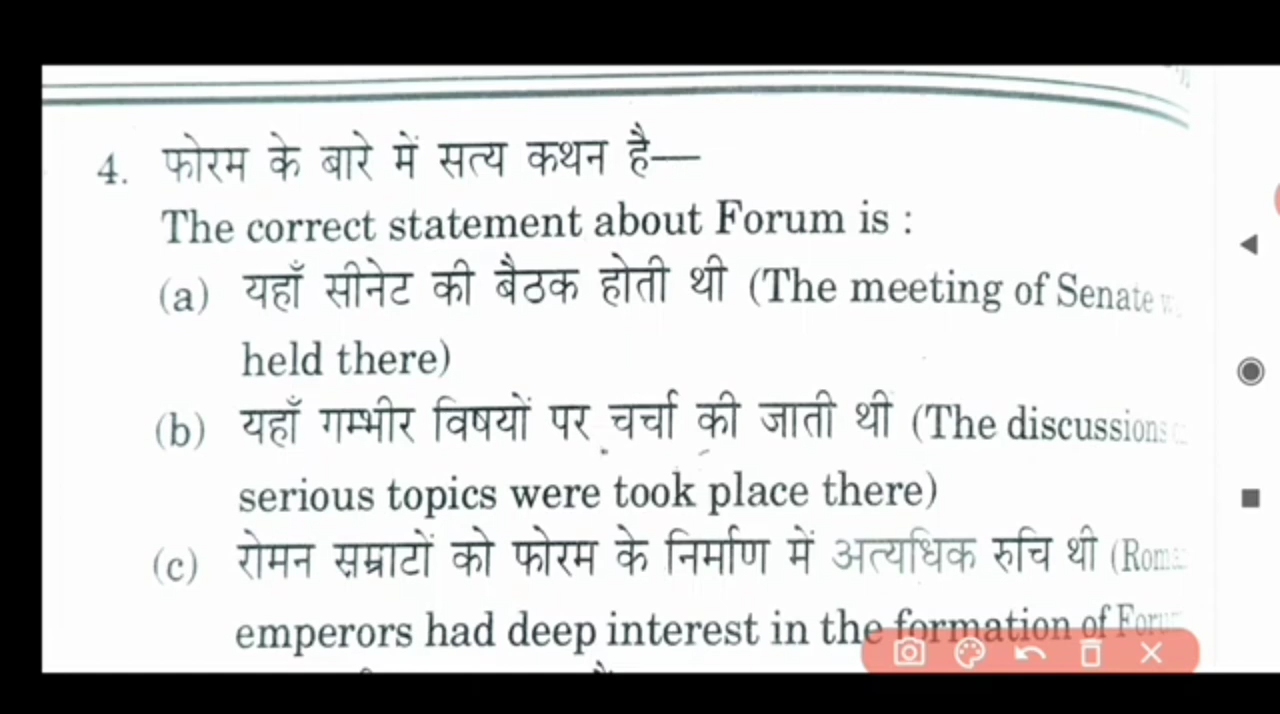 4. फोरम के बारे में सत्य कथन है—
The correct statement about Forum is :
(a) यहाँ सीनेट की बैठक होती थी (The meeting of Senate
held there)
(b) यहाँ गम्भीर विषयों पर चर्चा की जाती थी (The discussions
serious topics were took place there)
(c) रोमन सम्राटों को फोरम के निर्माण में अत्यधिक रुचि थी
emperors had deep interest in the formation of